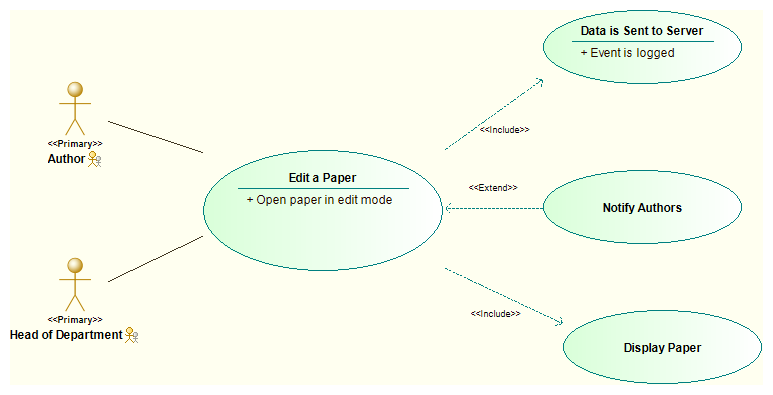 Data is Sent to Server
+ Event is logged
<<Include>>
<<Primary>>
Author
Edit a Paper
+ Open paper in edit mode
<<Extend>>
Notify Authors
<<Primary>>
Head of Department
<<Include>>
Display Paper